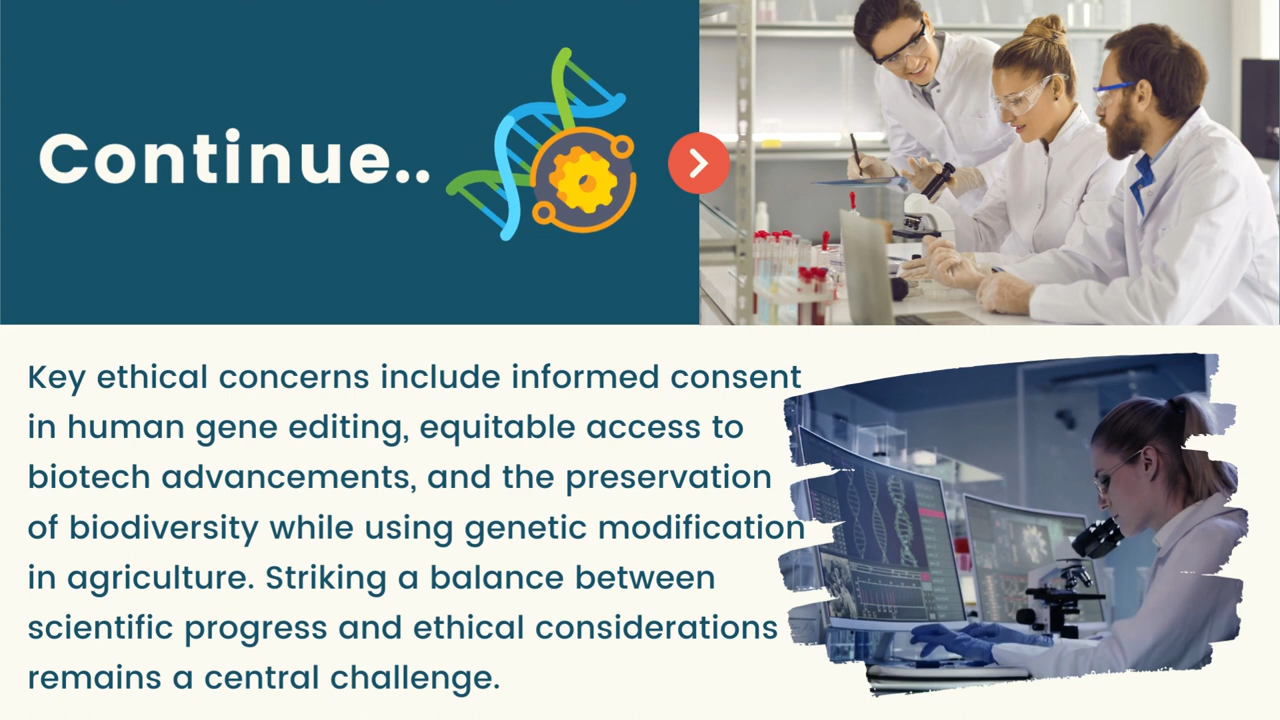 Continue..
Key ethical concerns include informed consent
in human gene editing, equitable access to
biotech advancements, and the preservation
of biodiversity while using genetic modification
in agriculture. Striking a balance between
scientific progress and ethical considerations
remains a central challenge.